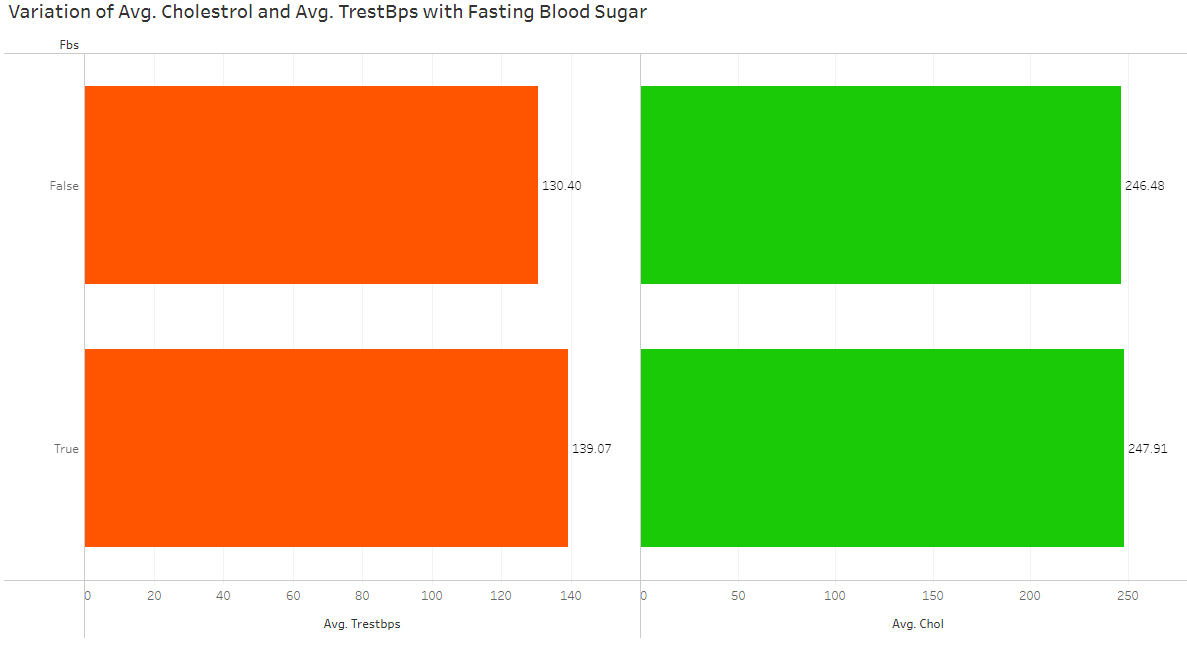 Variation of Avg. Cholestrol and Avg. TrestBps with Fasting Blood Sugar
Fbs
False
130.40
246.48
True
139.07
247.91
0 20 40 60 80 100 120 140
0 50 100 150 200 250
Avg. Trestbps
Avg. Chol